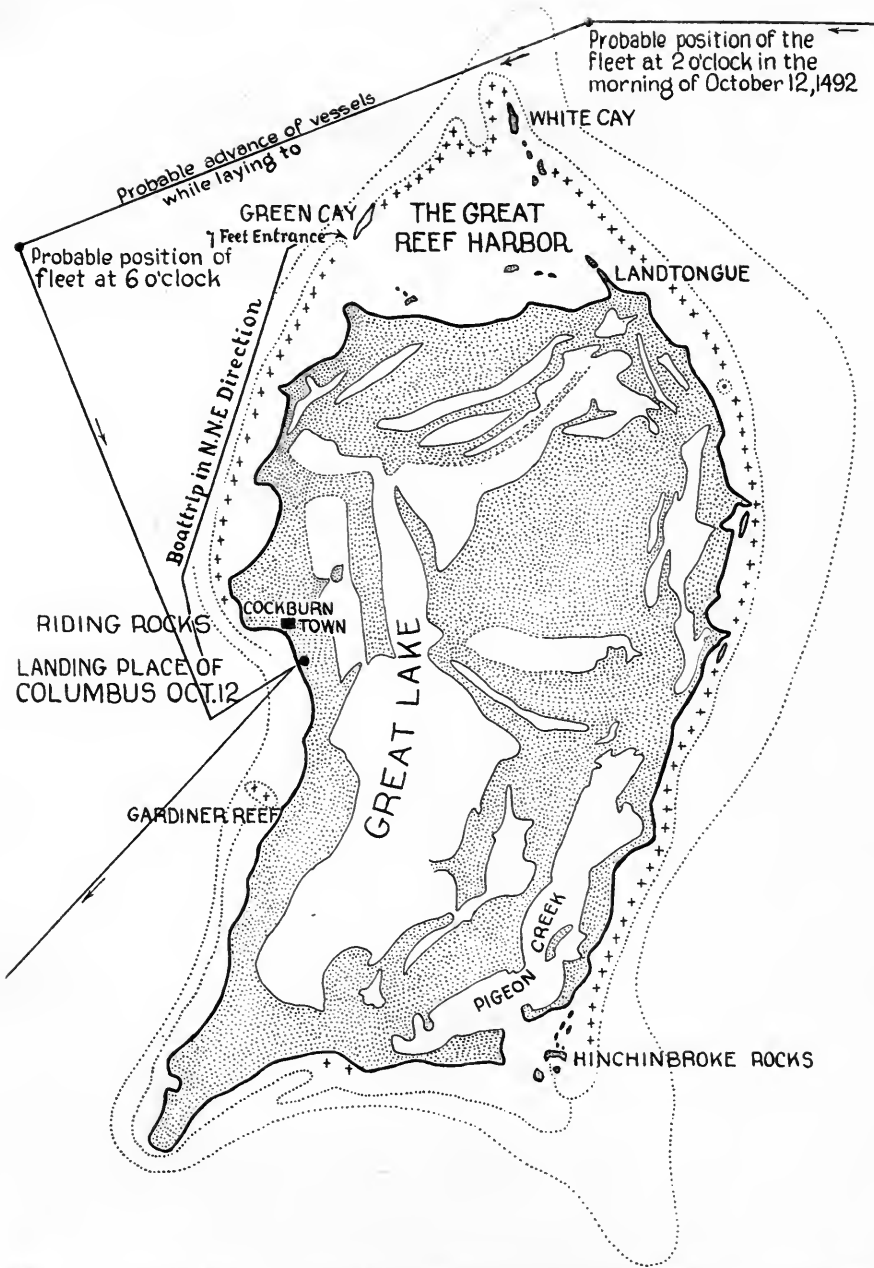 Probable position of the
fleet at 2 o'clock in the
morning of October 12, 1492
WHITE CAY
Probable advance of vessels
while laying to
GREEN CAY
7 Feet Entrance
THE GREAT
REEF HARBOR
Probable position of
fleet at 6 o'clock
LANDTONGUE
Boattrip in N.N.E Direction
COCKBURN
TOWN
RIDING ROCKS
LANDING PLACE OF
COLUMBUS OCT. 12
GREAT LAKE
GARDINER REEF
PIGEON CREEK
HINCHINBROKE ROCKS